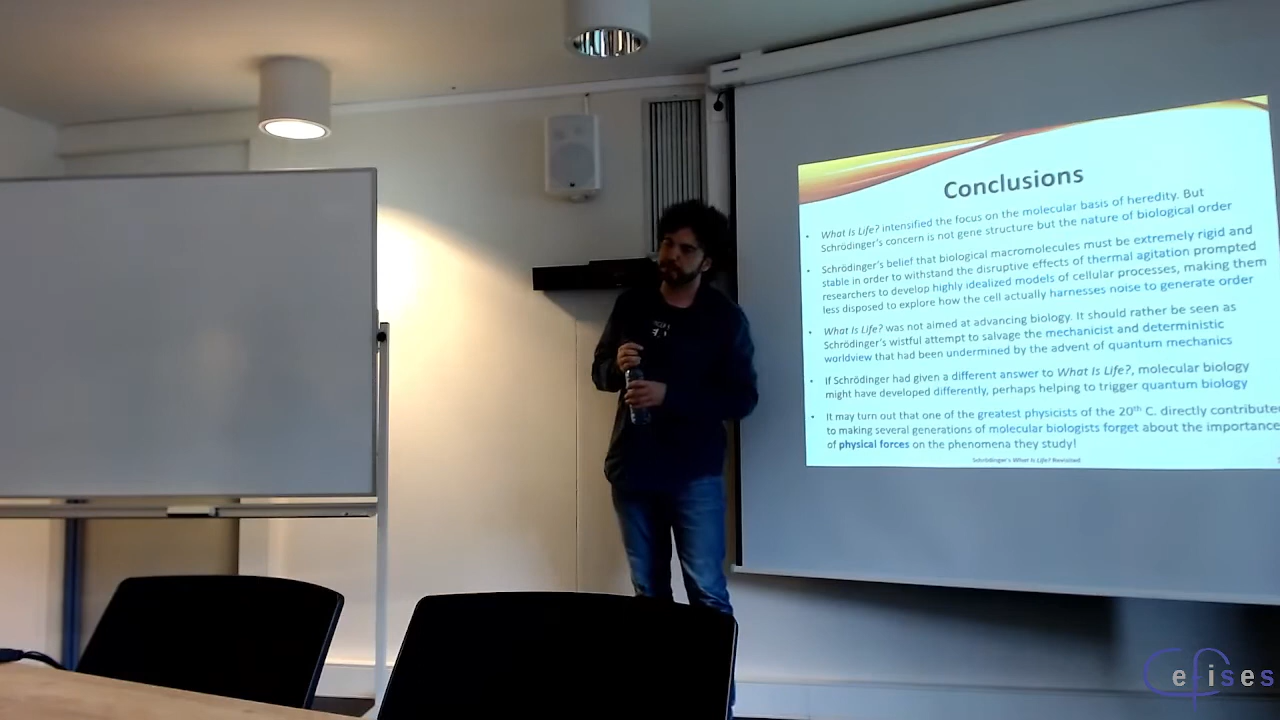 Conclusions
• What Is Life? intensified the focus on the molecular basis of heredity. But
Schrödinger's concern is not gene structure but the nature of biological order
• Schrödinger's belief that biological macromolecules must be extremely rigid and
stable in order to withstand the disruptive effects of thermal agitation prompted
researchers to develop highly idealized models of cellular processes, making them
less disposed to explore how the cell actually harnesses noise to generate order
• What Is Life? was not aimed at advancing biology. It should rather be seen as
Schrödinger's wistful attempt to salvage the mechanicist and deterministic
worldview that had been undermined by the advent of quantum mechanics
• If Schrödinger had given a different answer to What Is Life?, molecular biology
might have developed differently, perhaps helping to trigger quantum biology
• It may turn out that one of the greatest physicists of the 20th C. directly contribute
to making several generations of molecular biologists forget about the importance
of physical forces on the phenomena they study!
Schrödinger's What Is Life? Revisited
Cefises